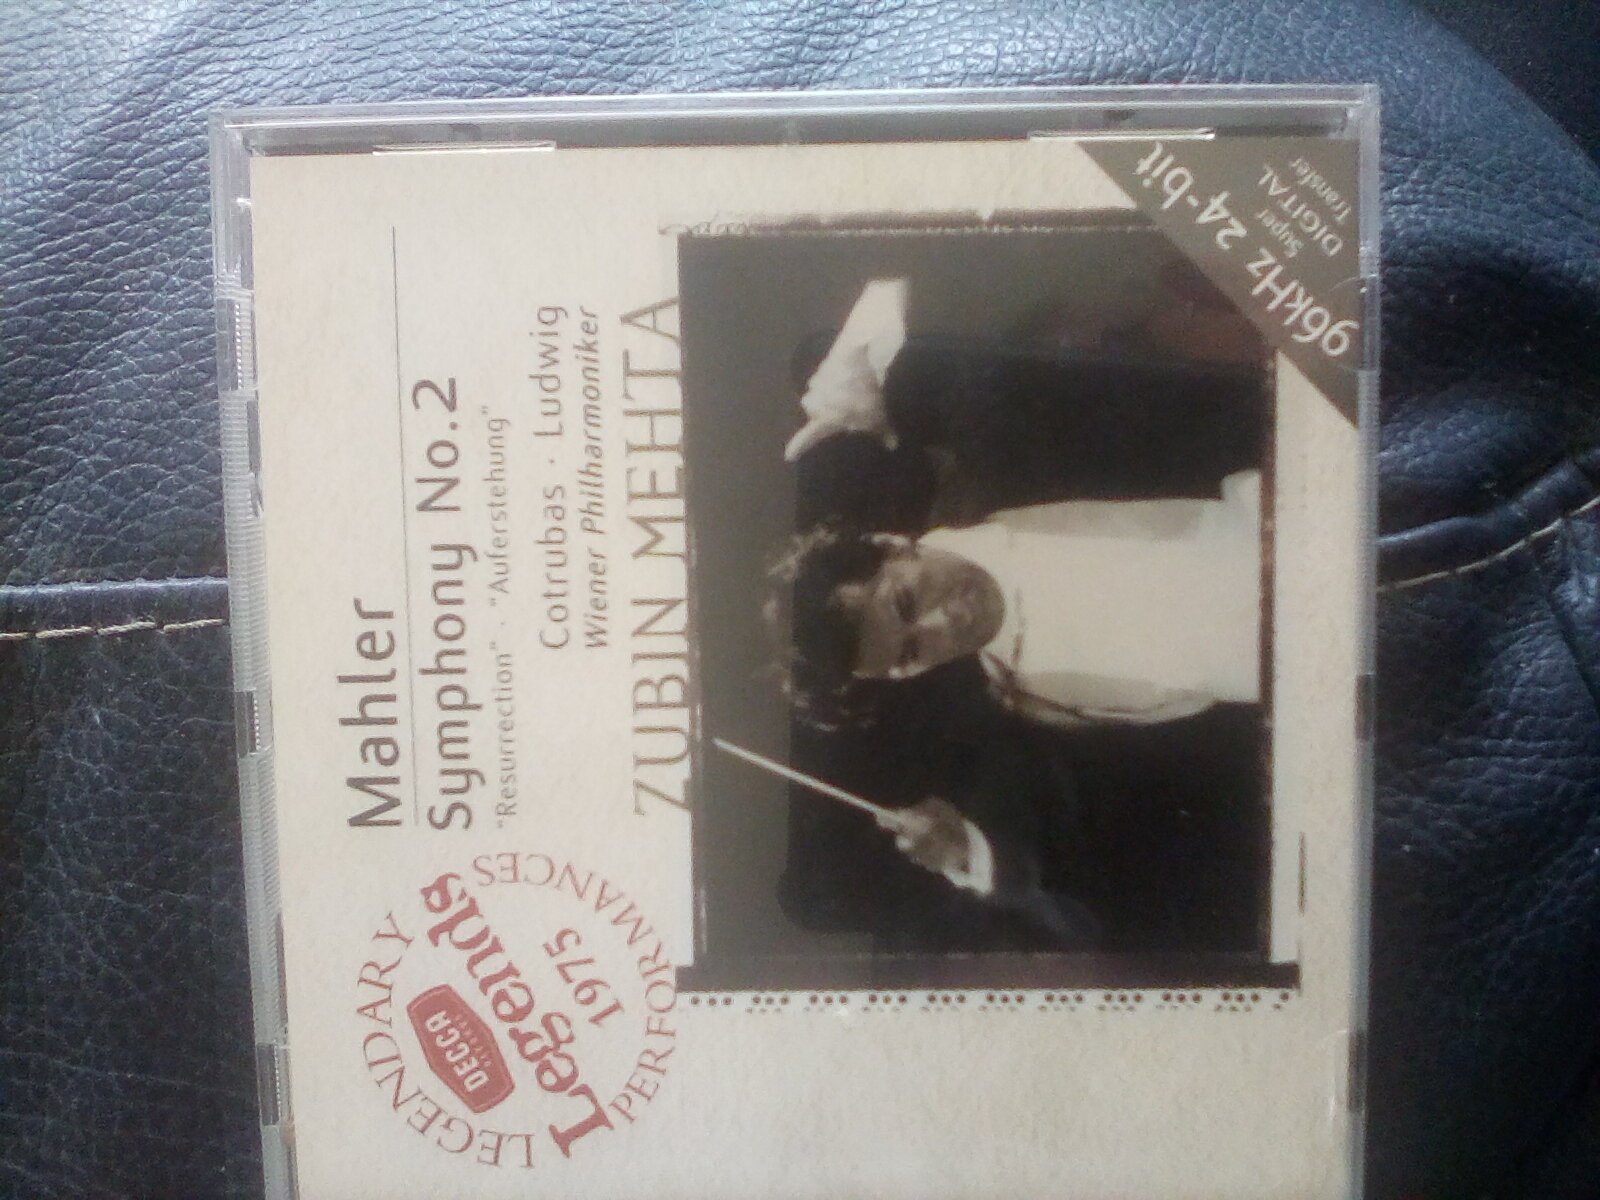 Mahler
Symphony No.2
"Resurrection" · "Auferstehung"
Cotrubas · Ludwig
Wiener Philharmoniker
ZUBIN MEHTA
LEGENDARY
PERFORMANCES
DECCA
Legends
1975
96kHz 24-bit
Super
DIGITAL
Transfer